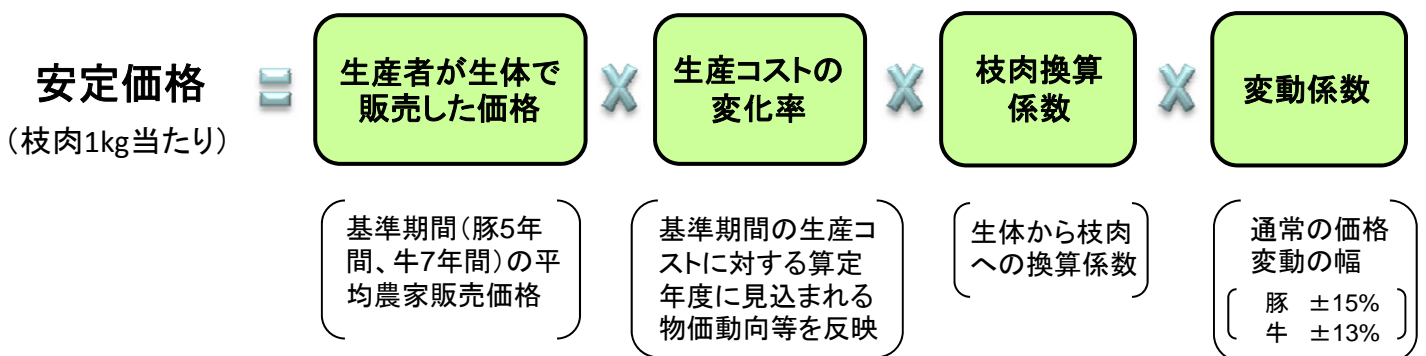 安定価格
（枝肉1kg当たり）
＝
生産者が生体で
販売した価格
×
生産コストの
変化率
×
枝肉換算
係数
×
変動係数
基準期間（豚5年
間、牛7年間）の平
均農家販売価格
基準期間の生産コ
ストに対する算定
年度に見込まれる
物価動向等を反映
生体から枝肉
への換算係数
通常の価格
変動の幅
豚　±15%
牛　±13%